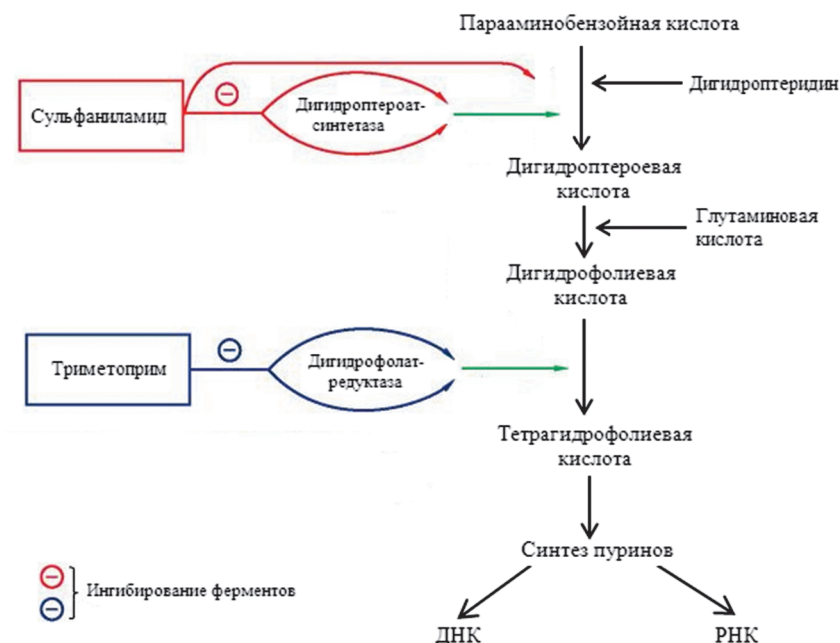 Парааминобензойная кислота
Сульфаниламид
Дигидроптероат-
синтетаза
Дигидроптеридин
Дигидроптероевая
кислота
Глутаминовая
кислота
Дигидрофолиевая
кислота
Триметоприм
Дигидрофолат-
редуктаза
Тетрагидрофолиевая
кислота
Синтез пуринов
Ингибирование ферментов
ДНК
РНК